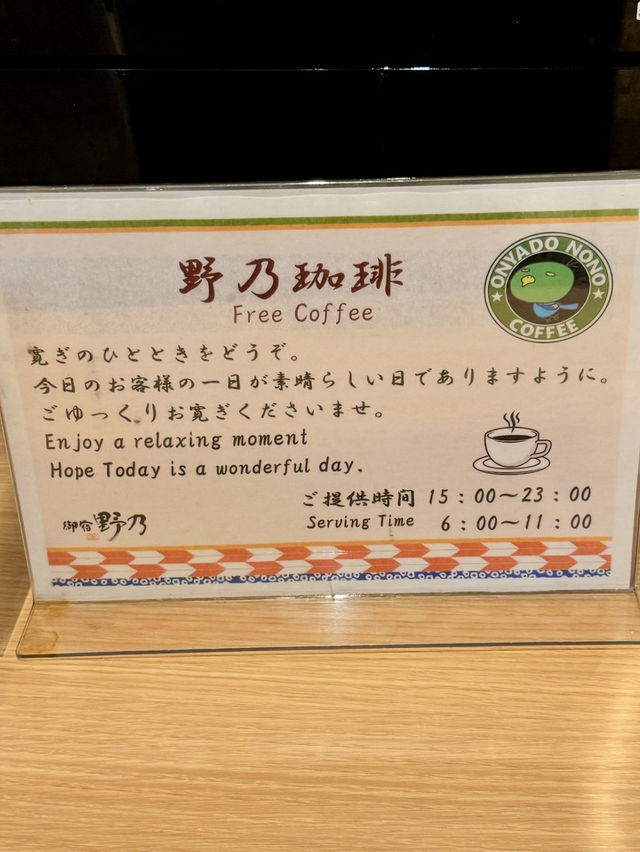 野乃珈琲
Free Coffee
ONYADO NONO
COFFEE
寛ぎのひとときをどうぞ。
今日のお客様の一日が素晴らしい日でありますように。
ごゆっくりお寛ぎくださいませ。
Enjoy a relaxing moment
Hope Today is a wonderful day.
ご提供時間 15：00～23：00
Serving Time 6：00～11：00
御宿 野乃